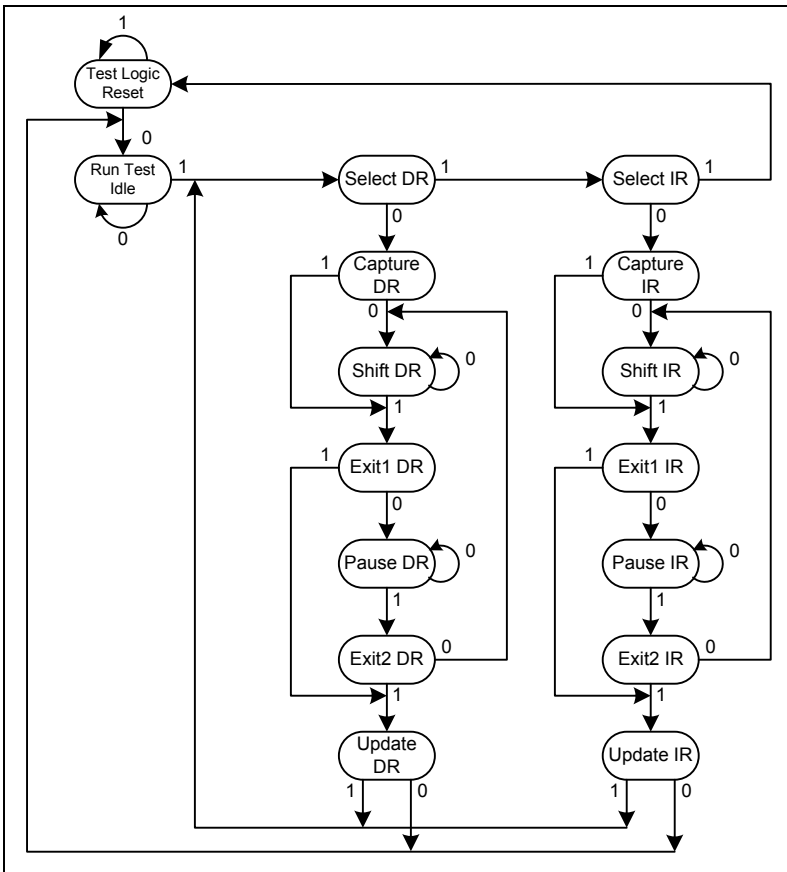 1
Test Logic
Reset
0
Run Test
Idle
1
0
Select DR
1
0
Select IR
1
0
Capture
DR
1
0
Capture
IR
1
0
Shift DR
0
1
Shift IR
0
1
Exit1 DR
1
0
Exit1 IR
1
0
Pause DR
0
1
Pause IR
0
1
Exit2 DR
0
1
Exit2 IR
0
1
Update
DR
1
0
Update IR
1
0